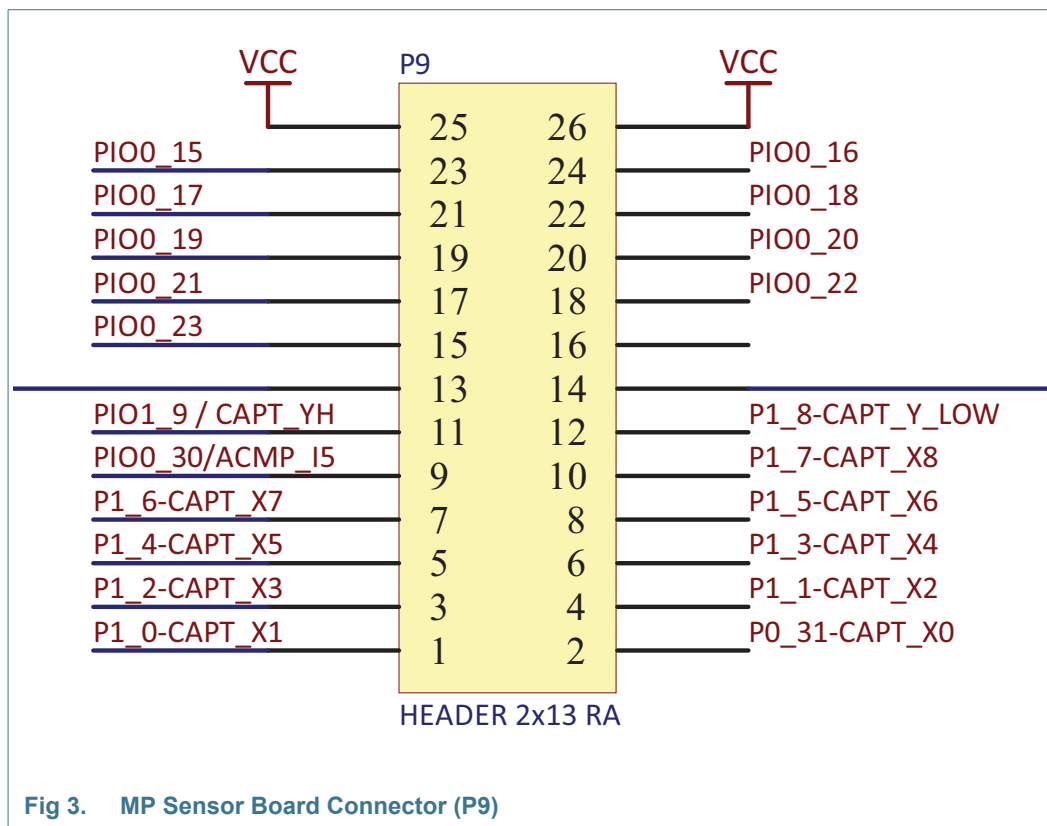 VCC P9 VCC
25 26
PIO0_15 23 24 PIO0_16
PIO0_17 21 22 PIO0_18
PIO0_19 19 20 PIO0_20
PIO0_21 17 18 PIO0_22
PIO0_23 15 16
13 14
PIO1_9 / CAPT_YH 11 12 P1_8-CAPT_Y_LOW
PIO0_30/ACMP_I5 9 10 P1_7-CAPT_X8
P1_6-CAPT_X7 7 8 P1_5-CAPT_X6
P1_4-CAPT_X5 5 6 P1_3-CAPT_X4
P1_2-CAPT_X3 3 4 P1_1-CAPT_X2
P1_0-CAPT_X1 1 2 P0_31-CAPT_X0
HEADER 2x13 RA
Fig 3. MP Sensor Board Connector (P9)